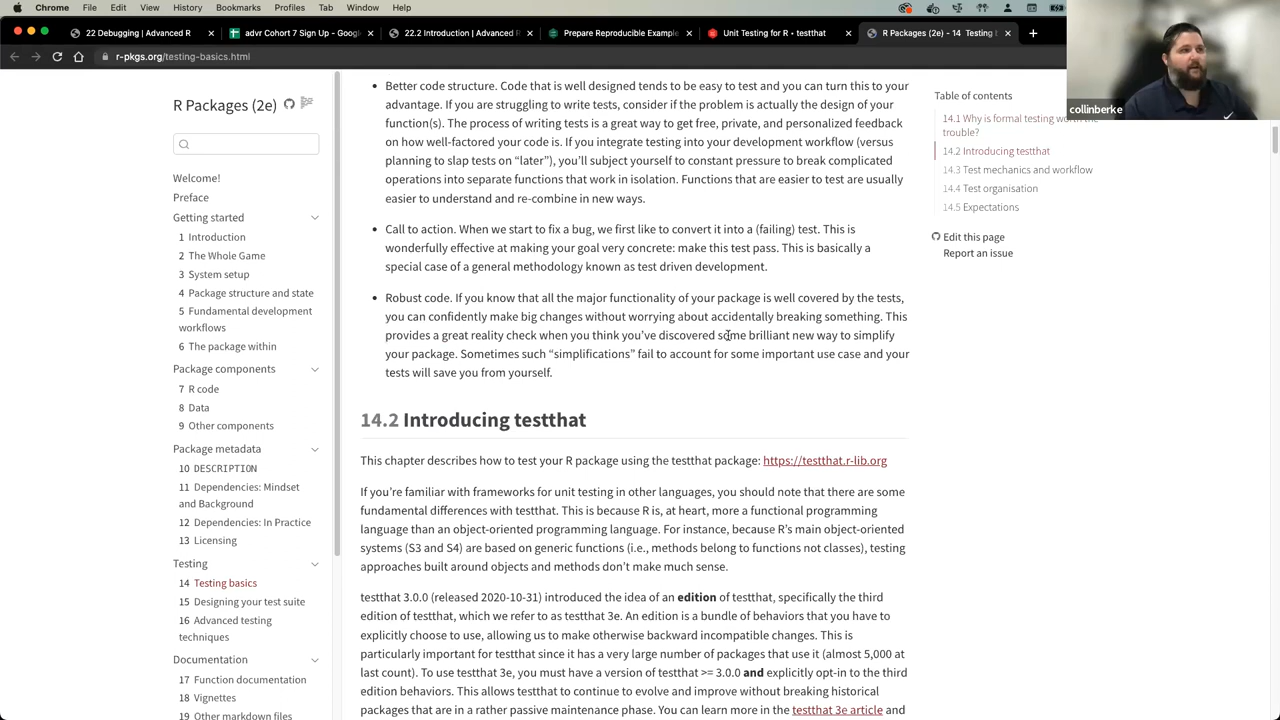 Chrome File Edit View History Bookmarks Profiles Tab Window Help
22 Debugging | Advanced R
advr Cohort 7 Sign Up - Googl
22.2 Introduction | Advanced R
Prepare Reproducible Example
Unit Testing for R • testthat
R Packages (2e) - 14 Testing b
r-pkgs.org/testing-basics.html
collinberke
R Packages (2e)
Welcome!
Preface
Getting started
1 Introduction
2 The Whole Game
3 System setup
4 Package structure and state
5 Fundamental development
workflows
6 The package within
Package components
7 R code
8 Data
9 Other components
Package metadata
10 DESCRIPTION
11 Dependencies: Mindset
and Background
12 Dependencies: In Practice
13 Licensing
Testing
14 Testing basics
15 Designing your test suite
16 Advanced testing
techniques
Documentation
17 Function documentation
18 Vignettes
19 Other markdown files
• Better code structure. Code that is well designed tends to be easy to test and you can turn this to your
advantage. If you are struggling to write tests, consider if the problem is actually the design of your
function(s). The process of writing tests is a great way to get free, private, and personalized feedback
on how well-factored your code is. If you integrate testing into your development workflow (versus
planning to slap tests on “later”), you’ll subject yourself to constant pressure to break complicated
operations into separate functions that work in isolation. Functions that are easier to test are usually
easier to understand and re-combine in new ways.
• Call to action. When we start to fix a bug, we first like to convert it into a (failing) test. This is
wonderfully effective at making your goal very concrete: make this test pass. This is basically a
special case of a general methodology known as test driven development.
• Robust code. If you know that all the major functionality of your package is well covered by the tests,
you can confidently make big changes without worrying about accidentally breaking something. This
provides a great reality check when you think you’ve discovered some brilliant new way to simplify
your package. Sometimes such “simplifications” fail to account for some important use case and your
tests will save you from yourself.
14.2 Introducing testthat
This chapter describes how to test your R package using the testthat package: https://testthat.r-lib.org
If you’re familiar with frameworks for unit testing in other languages, you should note that there are some
fundamental differences with testthat. This is because R is, at heart, more a functional programming
language than an object-oriented programming language. For instance, because R’s main object-oriented
systems (S3 and S4) are based on generic functions (i.e., methods belong to functions not classes), testing
approaches built around objects and methods don’t make much sense.
testthat 3.0.0 (released 2020-10-31) introduced the idea of an edition of testthat, specifically the third
edition of testthat, which we refer to as testthat 3e. An edition is a bundle of behaviors that you have to
explicitly choose to use, allowing us to make otherwise backward incompatible changes. This is
particularly important for testthat since it has a very large number of packages that use it (almost 5,000 at
last count). To use testthat 3e, you must have a version of testthat >= 3.0.0 and explicitly opt-in to the third
edition behaviors. This allows testthat to continue to evolve and improve without breaking historical
packages that are in a rather passive maintenance phase. You can learn more in the testthat 3e article and
Table of contents
14.1 Why is formal testing worth the
trouble?
14.2 Introducing testthat
14.3 Test mechanics and workflow
14.4 Test organisation
14.5 Expectations
Edit this page
Report an issue